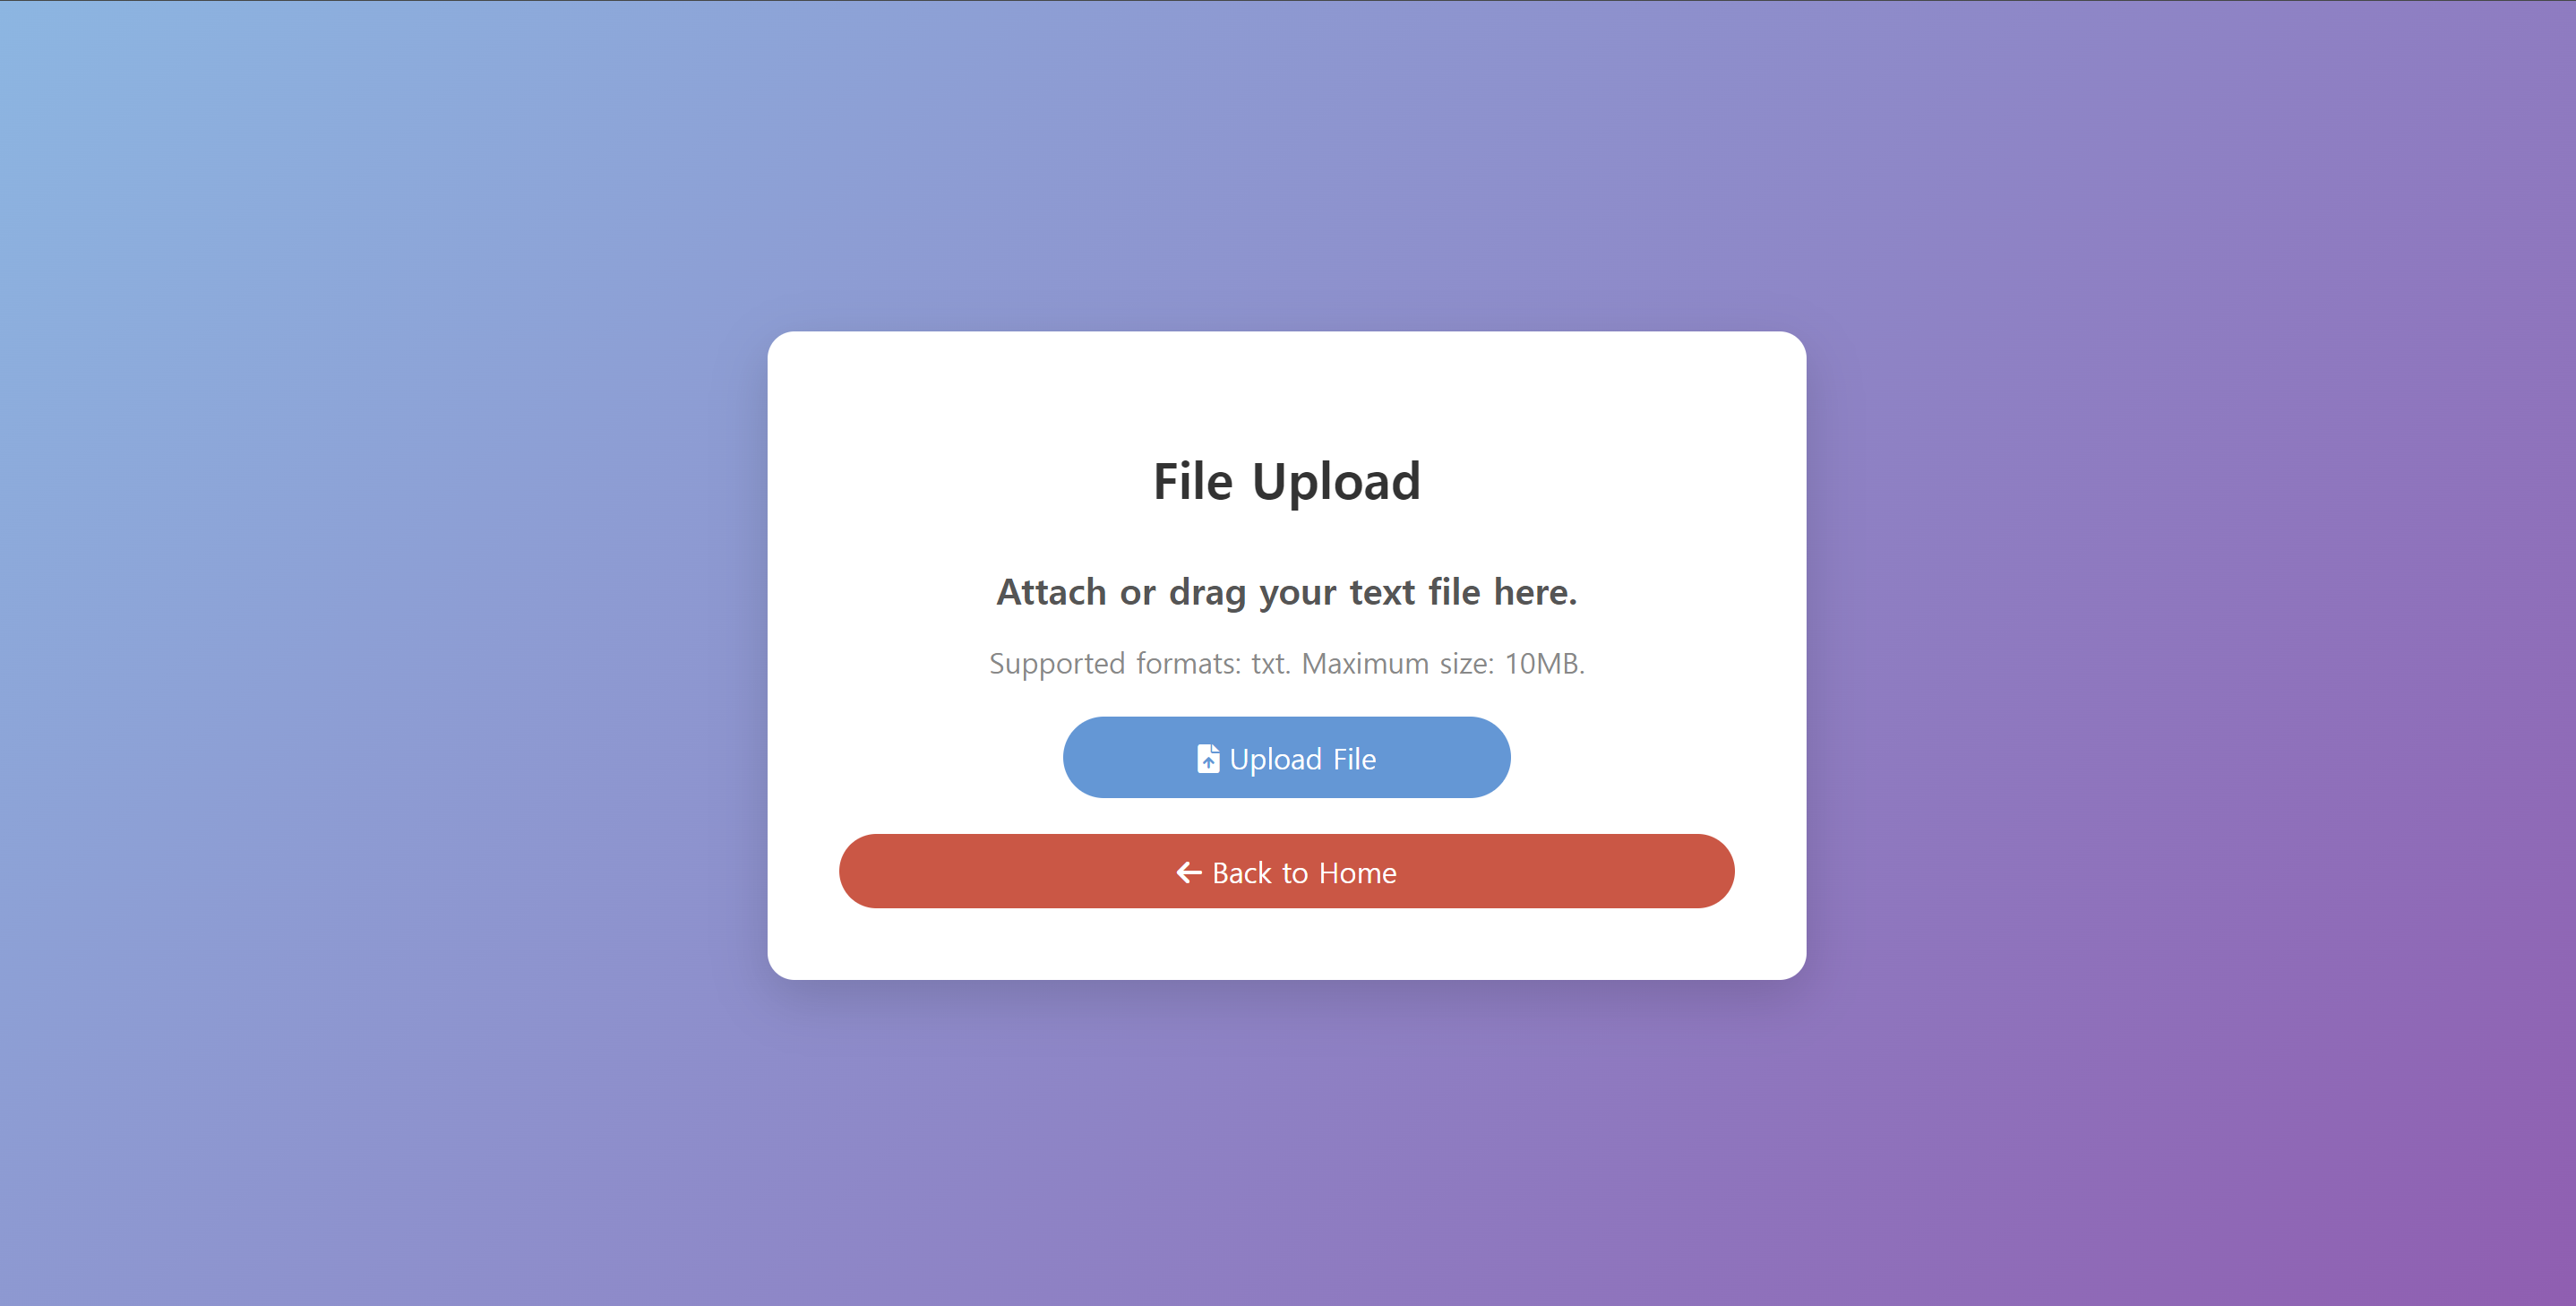 File Upload
Attach or drag your text file here.
Supported formats: txt. Maximum size: 10MB.
Upload File
Back to Home